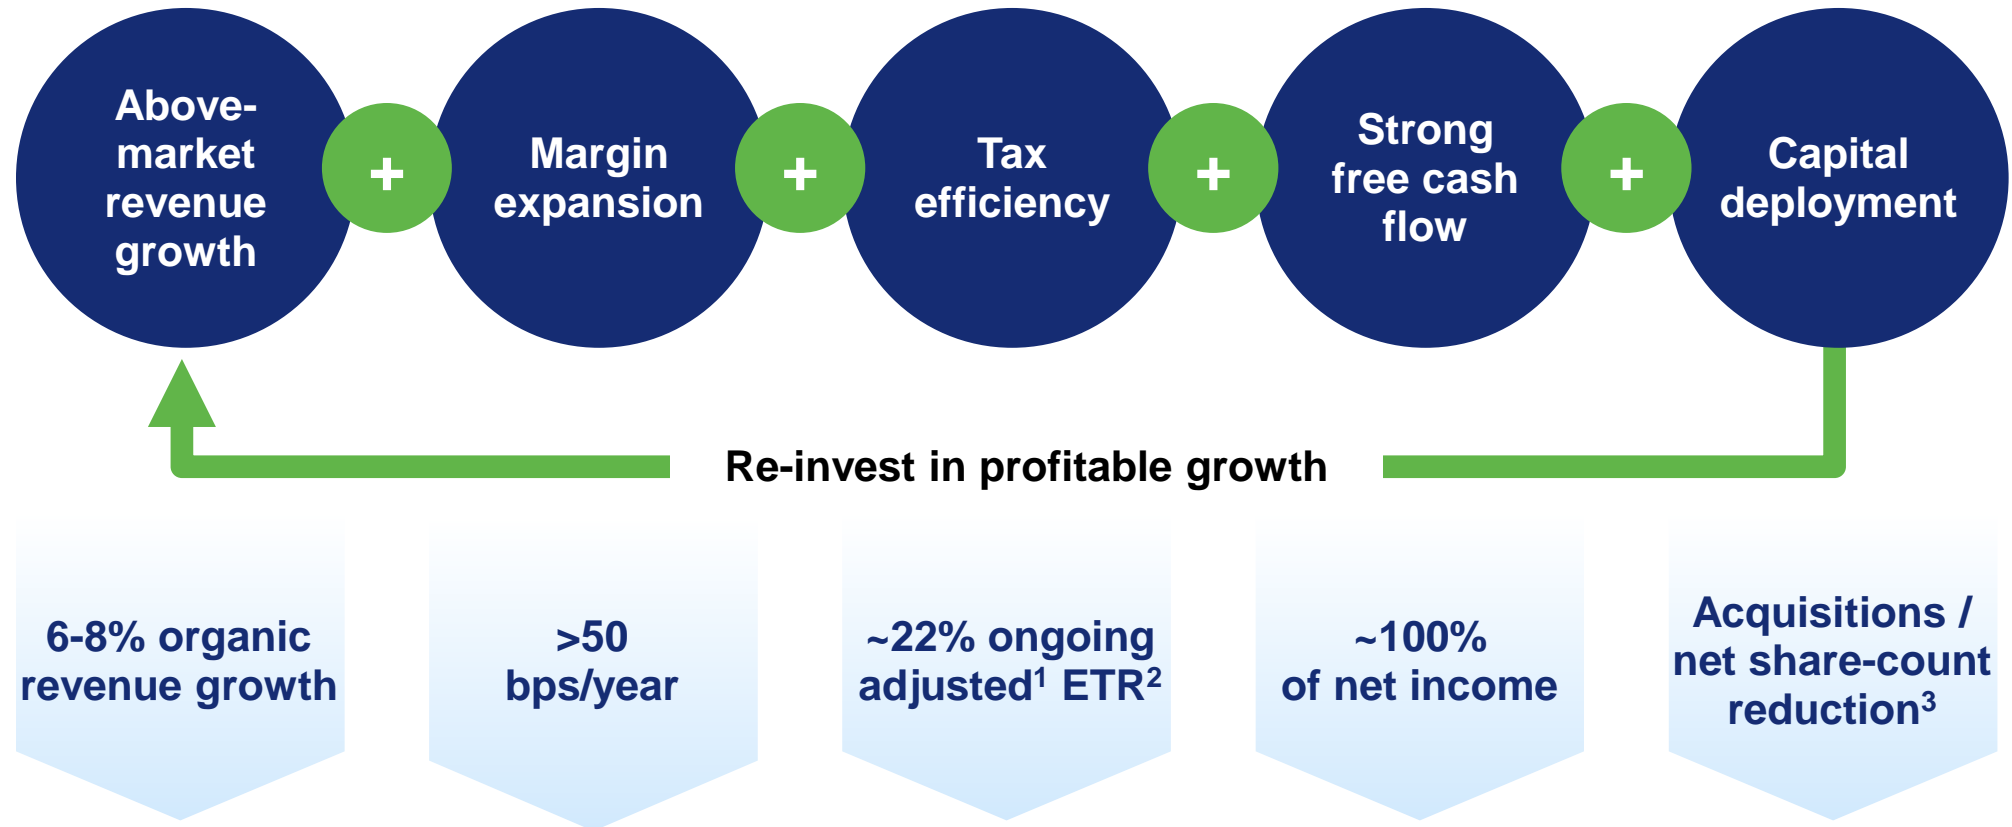 Above-
market
revenue
growth
+
Margin
expansion
+
Tax
efficiency
+
Strong
free cash
flow
+
Capital
deployment
Re-invest in profitable growth
6-8% organic
revenue growth
>50
bps/year
~22% ongoing
adjusted¹ ETR²
~100%
of net income
Acquisitions /
net share-count
reduction³